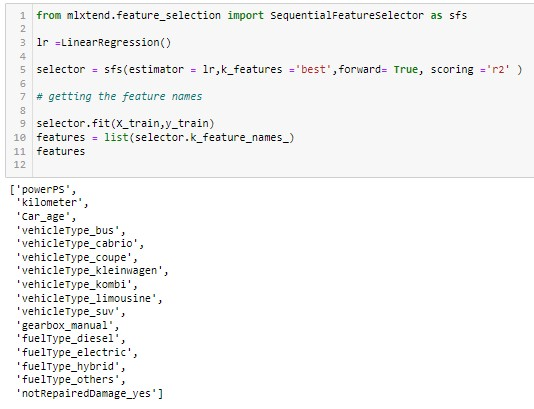 1 from mlxtend.feature_selection import SequentialFeatureSelector as sfs
2
3 lr =LinearRegression()
4
5 selector = sfs(estimator = lr,k_features ='best',forward= True, scoring ='r2' )
6
7 # getting the feature names
8
9 selector.fit(X_train,y_train)
10 features = list(selector.k_feature_names_)
11 features
12
['powerPS',
'kilometer',
'Car_age',
'vehicleType_bus',
'vehicleType_cabrio',
'vehicleType_coupe',
'vehicleType_kleinwagen',
'vehicleType_kombi',
'vehicleType_limousine',
'vehicleType_suv',
'gearbox_manual',
'fuelType_diesel',
'fuelType_electric',
'fuelType_hybrid',
'fuelType_others',
'notRepairedDamage_yes']